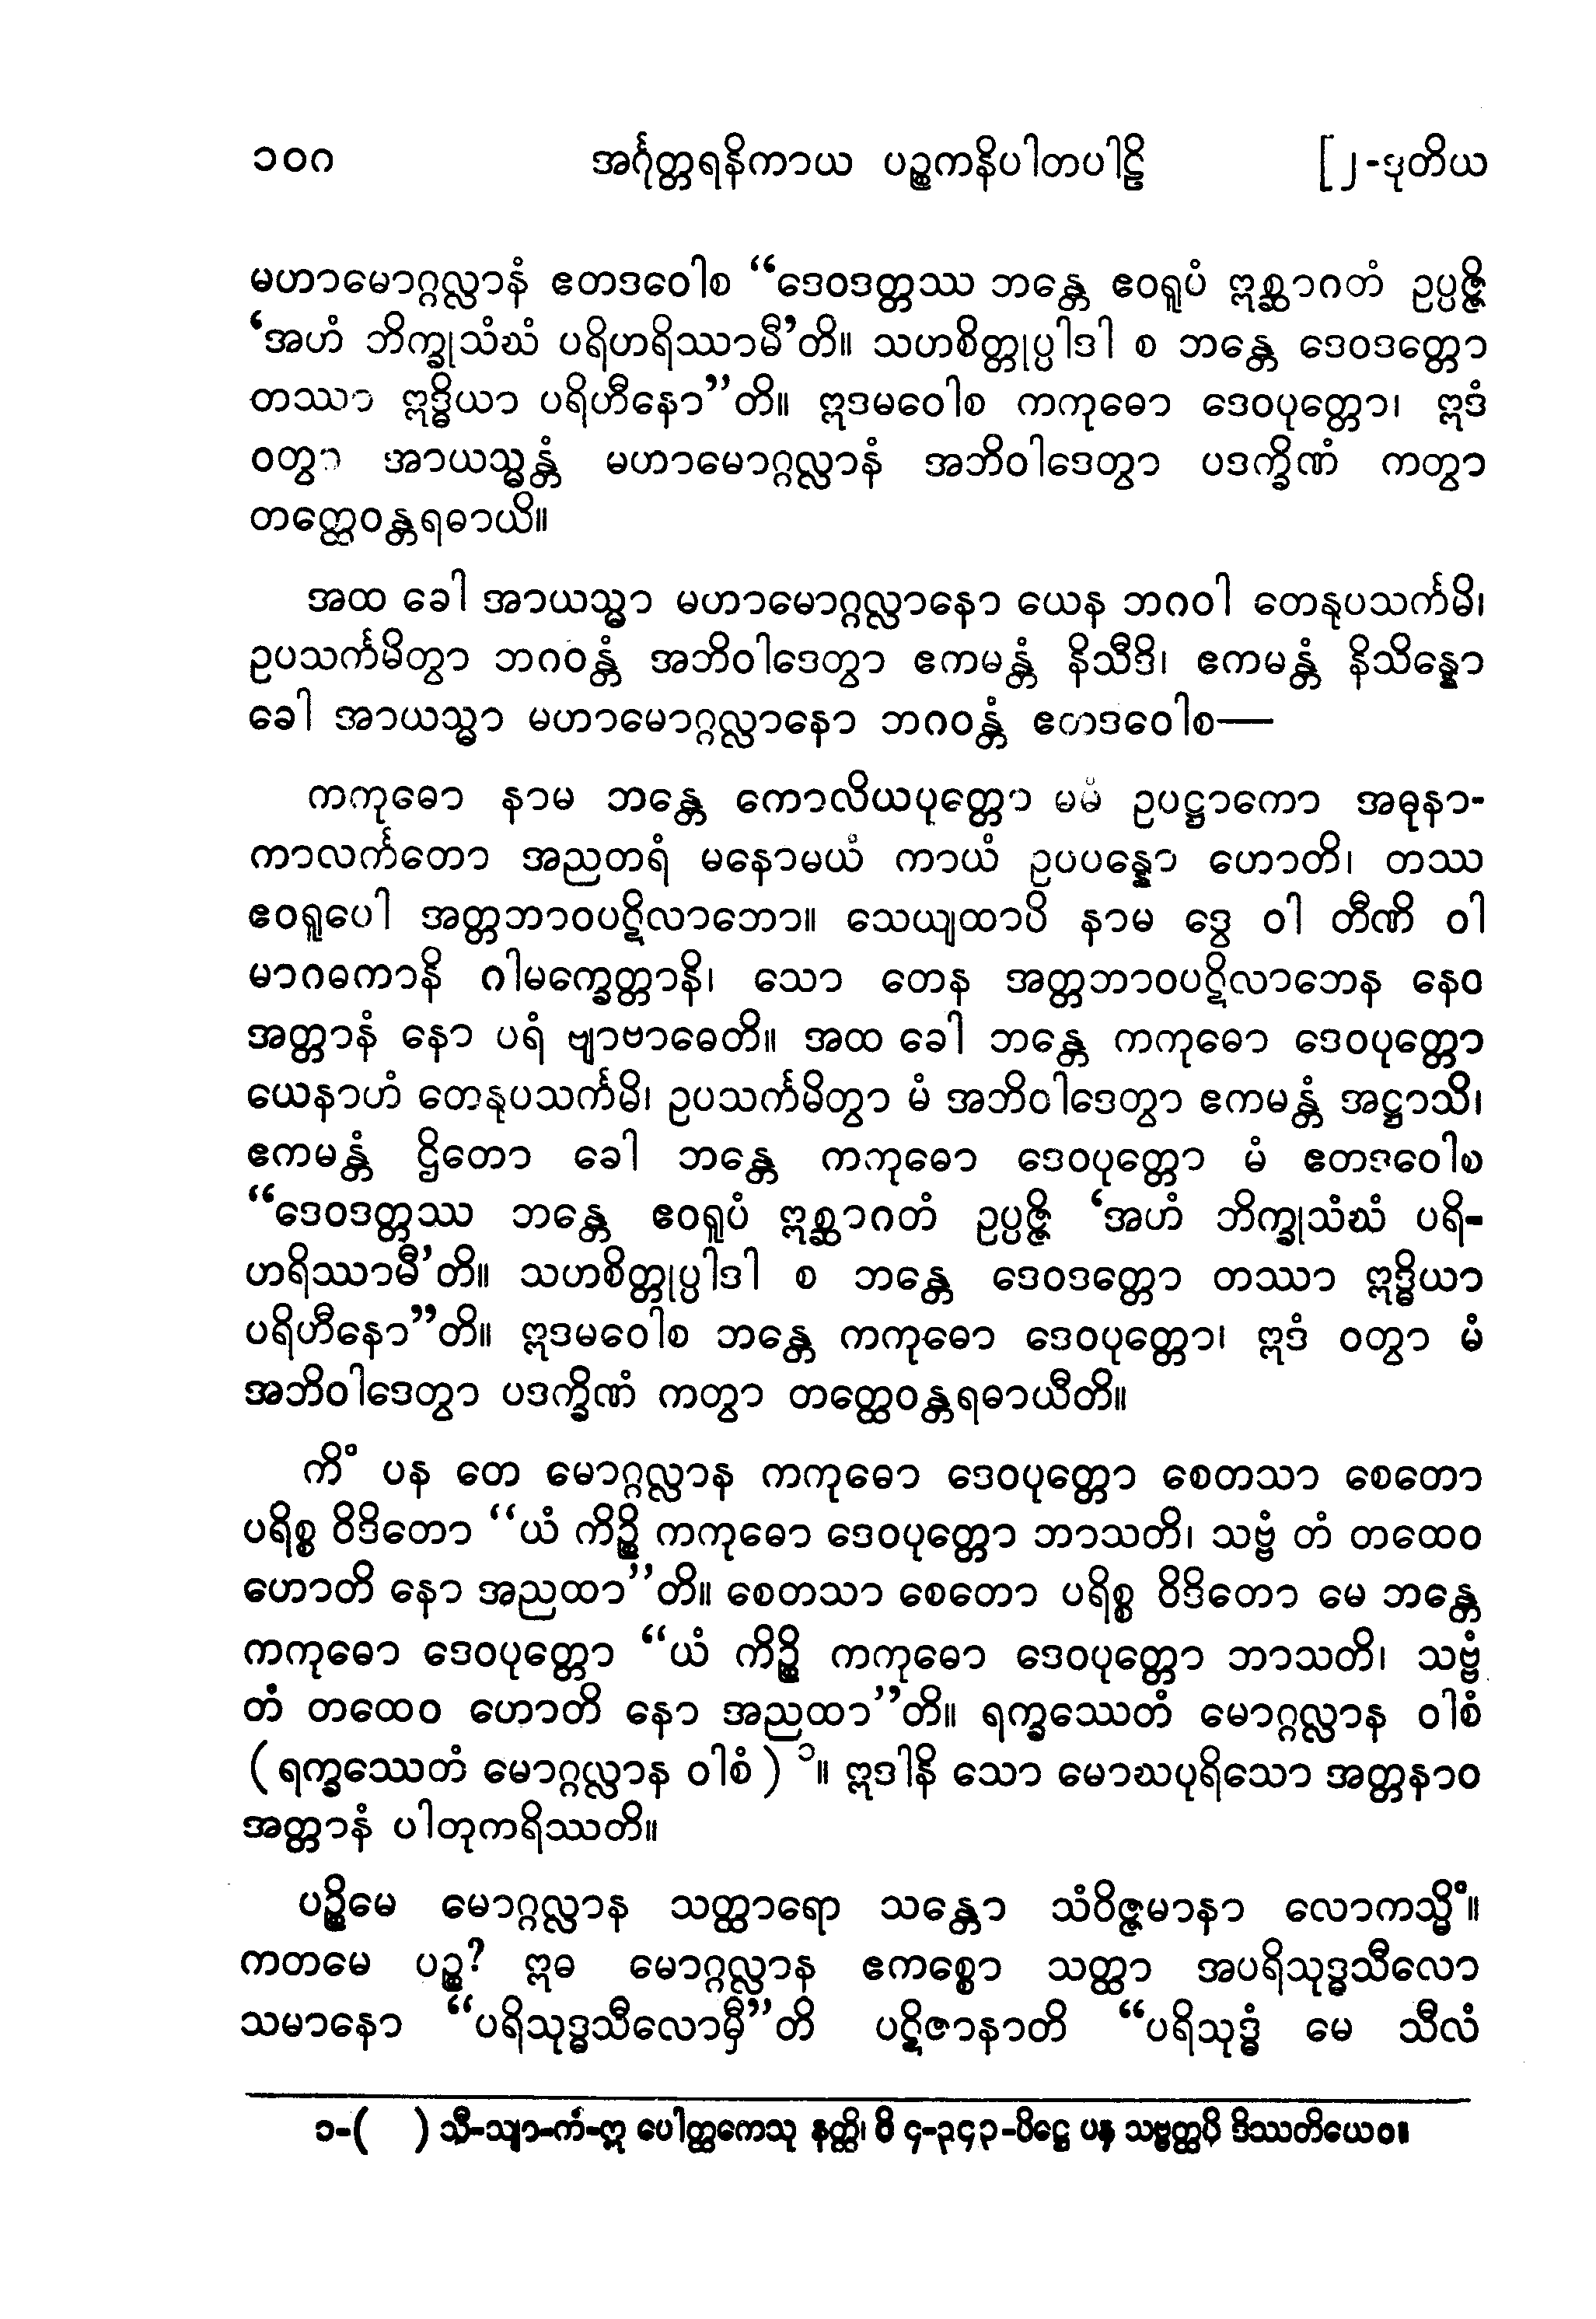 ၁၀ဂ အင်္ဂုတ္တရနိကာယ ပဉ္စကနိပါတပါဠိ [၂-ဒုတိယ
မဟာမောဂ္ဂလ္လာနံ ဧတဒဝေါစ “ဒေဝဒတ္တဿ ဘန္တေ ဧဝရူပံ ဣစ္ဆာဂတံ ဥပ္ပဇ္ဇိ
‘အဟံ ဘိက္ခုသံဃံ ပရိဟရိဿာမီ’တိ။ သဟစိတ္တုပ္ပါဒါ စ ဘန္တေ ဒေဝဒတ္တော
တဿာ ဣဒ္ဓိယာ ပရိဟီနော”တိ။ ဣဒမဝေါစ ကကုဓော ဒေဝပုတ္တော၊ ဣဒံ
ဝတွာ အာယသ္မန္တံ မဟာမောဂ္ဂလ္လာနံ အဘိဝါဒေတွာ ပဒက္ခိဏံ ကတွာ
တတ္ထေဝန္တရဓာယိ။
အထ ခေါ အာယသ္မာ မဟာမောဂ္ဂလ္လာနော ယေန ဘဂဝါ တေနုပသင်္ကမိ၊
ဥပသင်္ကမိတွာ ဘဂဝန္တံ အဘိဝါဒေတွာ ဧကမန္တံ နိသီဒိ၊ ဧကမန္တံ နိသိန္နော
ခေါ အာယသ္မာ မဟာမောဂ္ဂလ္လာနော ဘဂဝန္တံ ဧတဒဝေါစ—
ကကုဓော နာမ ဘန္တေ ကောလိယပုတ္တော မမံ ဥပဋ္ဌာကော အဓုနာ-
ကာလင်္ကတော အညတရံ မနောမယံ ကာယံ ဥပပန္နော ဟောတိ၊ တဿ
ဧဝရူပေါ အတ္တဘာဝပဋိလာဘော။ သေယျထာပိ နာမ ဒွေ ဝါ တီဏိ ဝါ
မာဂဓကာနိ ဂါမက္ခေတ္တာနိ၊ သော တေန အတ္တဘာဝပဋိလာဘေန နေဝ
အတ္တာနံ နော ပရံ ဗျာဗာဓေတိ။ အထ ခေါ ဘန္တေ ကကုဓော ဒေဝပုတ္တော
ယေနာဟံ တေနုပသင်္ကမိ၊ ဥပသင်္ကမိတွာ မံ အဘိဝါဒေတွာ ဧကမန္တံ အဋ္ဌာသိ၊
ဧကမန္တံ ဌိတော ခေါ ဘန္တေ ကကုဓော ဒေဝပုတ္တော မံ ဧတဒဝေါစ
“ဒေဝဒတ္တဿ ဘန္တေ ဧဝရူပံ ဣစ္ဆာဂတံ ဥပ္ပဇ္ဇိ ‘အဟံ ဘိက္ခုသံဃံ ပရိ-
ဟရိဿာမီ’တိ။ သဟစိတ္တုပ္ပါဒါ စ ဘန္တေ ဒေဝဒတ္တော တဿာ ဣဒ္ဓိယာ
ပရိဟီနော”တိ။ ဣဒမဝေါစ ဘန္တေ ကကုဓော ဒေဝပုတ္တော၊ ဣဒံ ဝတွာ မံ
အဘိဝါဒေတွာ ပဒက္ခိဏံ ကတွာ တတ္ထေဝန္တရဓာယီတိ။
ကိံ ပန တေ မောဂ္ဂလ္လာန ကကုဓော ဒေဝပုတ္တော စေတသာ စေတော
ပရိစ္စ ဝိဒိတော “ယံ ကိဉ္စိ ကကုဓော ဒေဝပုတ္တော ဘာသတိ၊ သဗ္ဗံ တံ တထေဝ
ဟောတိ နော အညထာ”တိ။ စေတသာ စေတော ပရိစ္စ ဝိဒိတော မေ ဘန္တေ
ကကုဓော ဒေဝပုတ္တော “ယံ ကိဉ္စိ ကကုဓော ဒေဝပုတ္တော ဘာသတိ၊ သဗ္ဗံ
တံ တထေဝ ဟောတိ နော အညထာ”တိ။ ရက္ခဿေတံ မောဂ္ဂလ္လာန ဝါစံ
(ရက္ခဿေတံ မောဂ္ဂလ္လာန ဝါစံ) ၁။ ဣဒါနိ သော မောဃပုရိသော အတ္တနာဝ
အတ္တာနံ ပါတုကရိဿတိ။
ပဉ္စိမေ မောဂ္ဂလ္လာန သတ္ထာရော သန္တော သံဝိဇ္ဇမာနာ လောကသ္မိံ။
ကတမေ ပဉ္စ? ဣဓ မောဂ္ဂလ္လာန ဧကစ္စော သတ္ထာ အပရိသုဒ္ဓသီလော
သမာနော “ပရိသုဒ္ဓသီလောမှီ”တိ ပဋိဇာနာတိ “ပရိသုဒ္ဓံ မေ သီလံ
၁-( ) သီ-သျာ-ကံ-ဣ ပေါတ္ထကေသု နတ္ထိ၊ ဝိ ၄-၃၄၃-ပိဋ္ဌေ ပန သဗ္ဗတ္ထပိ ဒိဿတိယေဝ။